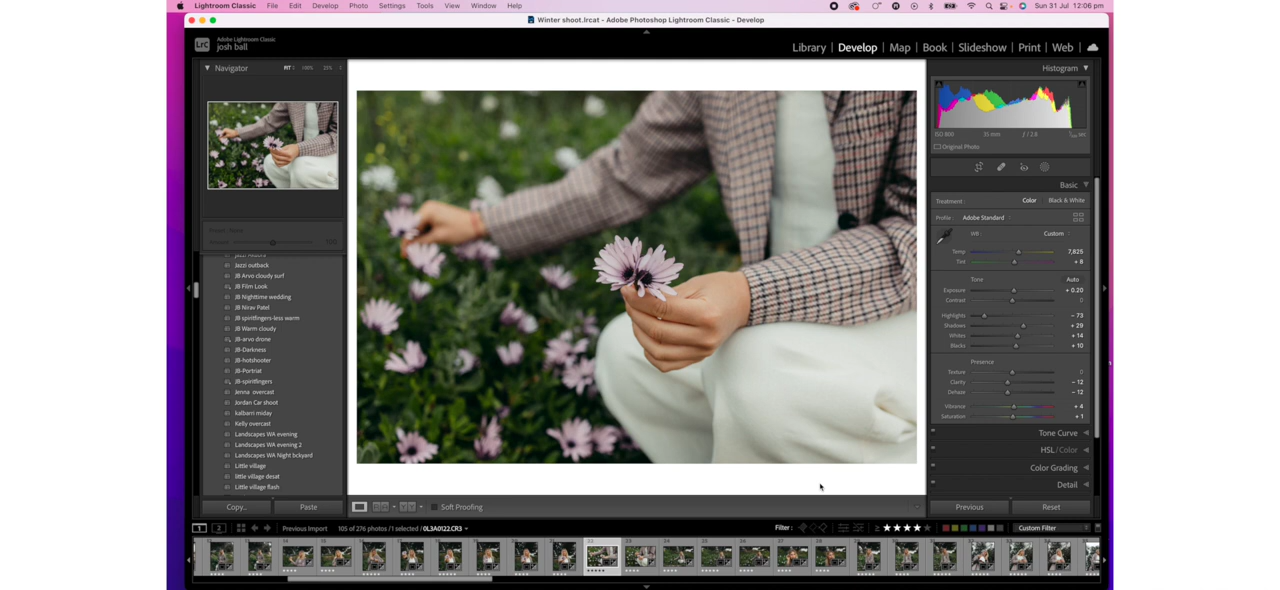 Lightroom Classic File Edit Develop Photo Settings Tools View Window Help Sun 31 Jul 12:06 pm
Winter shoot.lrcat - Adobe Photoshop Lightroom Classic - Develop
LrC Adobe Lightroom Classic
josh ball
Library | Develop | Map | Book | Slideshow | Print | Web
Navigator FIT 100% 25%
Histogram
ISO 800 35 mm ƒ / 2.8
Original Photo
Basic
Treatment: Color Black & White
Profile: Adobe Standard
WB: Custom
Temp 7,825
Tint + 8
Tone Auto
Exposure + 0.20
Contrast 0
Highlights − 73
Shadows + 29
Whites + 14
Blacks + 10
Presence
Texture 0
Clarity − 12
Dehaze − 12
Vibrance + 4
Saturation + 1
Tone Curve
HSL / Color
Color Grading
Detail
Jazzi outback
JB Arvo cloudy surf
JB Film Look
JB Nighttime wedding
JB Nirav Patel
JB spiritfingers-less warm
JB Warm cloudy
JB-arvo drone
JB-Darkness
JB-hotshooter
JB-Portriat
JB-spiritfingers
Jenna overcast
Jordan Car shoot
kalbarri miday
Kelly overcast
Landscapes WA evening
Landscapes WA evening 2
Landscapes WA Night bckyard
Little village
little village desat
Little village flash
Copy... Paste
Soft Proofing
Previous Reset
1 2 Previous Import 105 of 276 photos / 1 selected / 0L3A0122.CR3
Filter: ≥ ★★★★★ Custom Filter